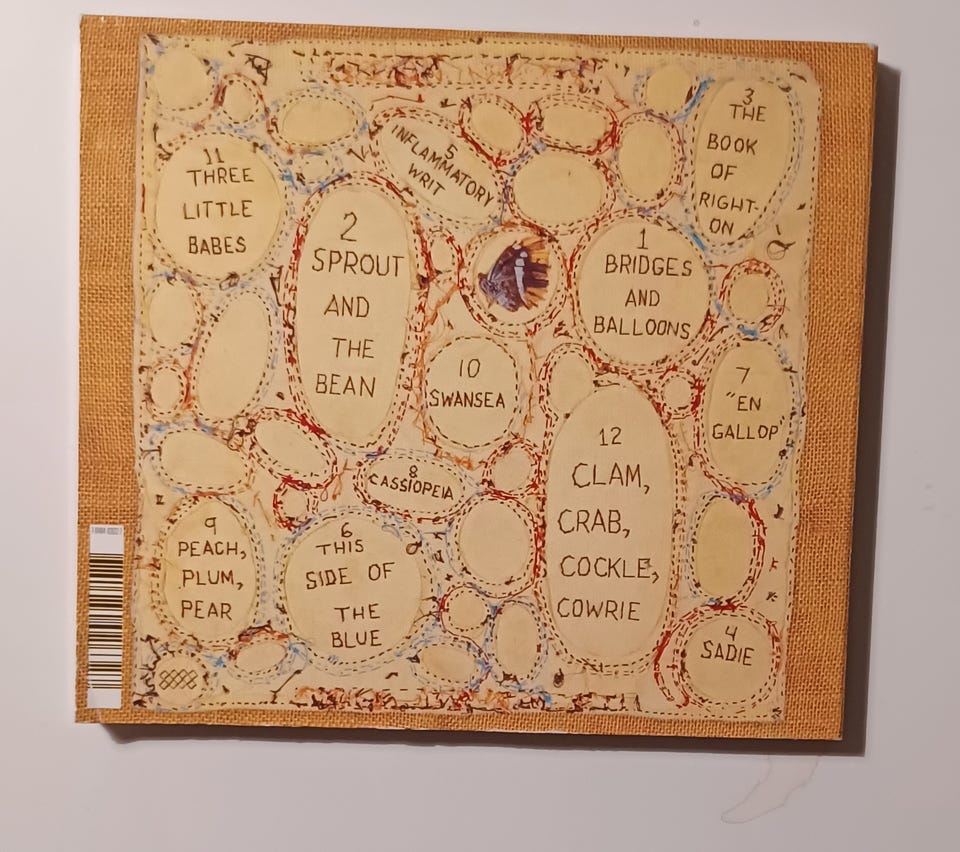 3
THE
BOOK
OF
RIGHT-
ON
5
INFLAMMATORY
WRIT
11
THREE
LITTLE
BABES
2
SPROUT
AND
THE
BEAN
1
BRIDGES
AND
BALLOONS
10
SWANSEA
7
"EN
GALLOP"
12
CLAM,
CRAB,
COCKLE,
COWRIE
8
CASSIOPEIA
9
PEACH,
PLUM,
PEAR
6
THIS
SIDE OF
THE
BLUE
4
SADIE